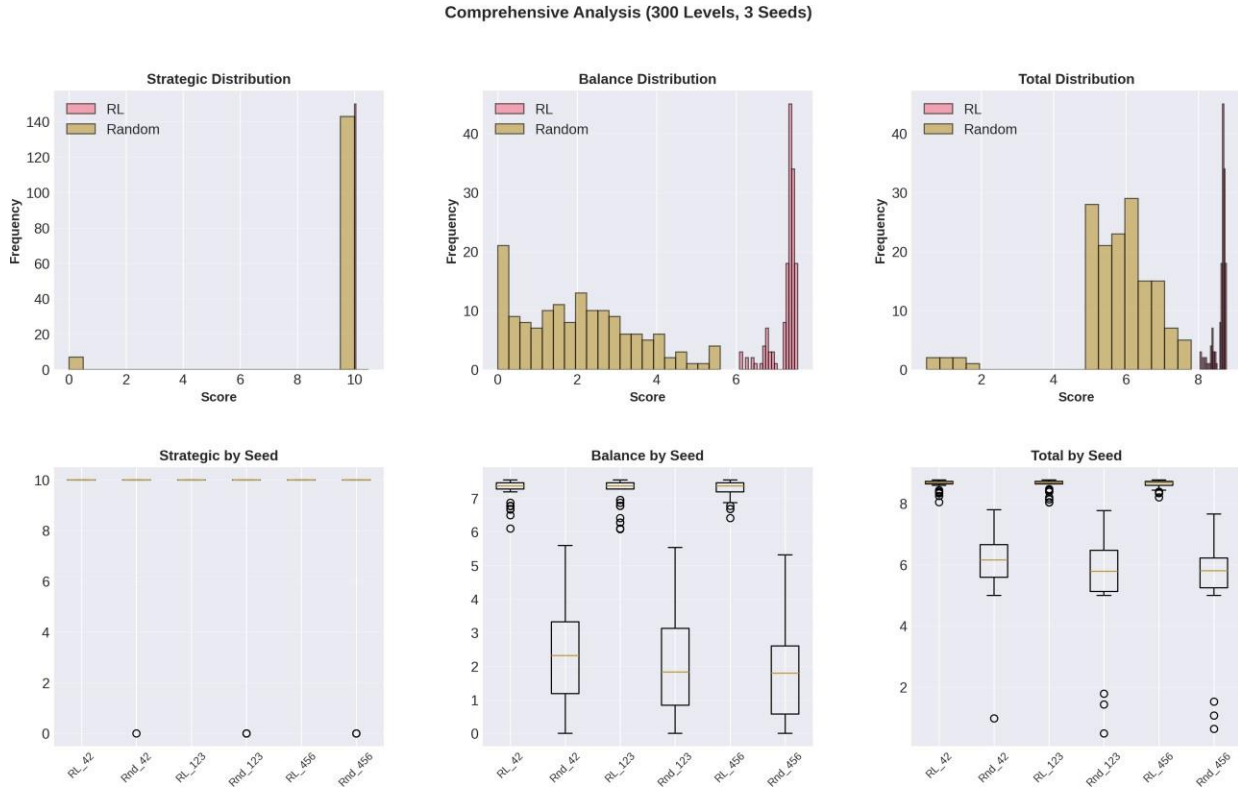 Comprehensive Analysis (300 Levels, 3 Seeds)
Strategic Distribution
RL
Random
140
120
100
80
60
40
20
0
Frequency
0 2 4 6 8 10
Score
Balance Distribution
RL
Random
40
30
20
10
0
Frequency
0 2 4 6
Score
Total Distribution
RL
Random
40
30
20
10
0
Frequency
2 4 6 8
Score
Strategic by Seed
10
8
6
4
2
0
RL_42 Rnd_42 RL_123 Rnd_123 RL_456 Rnd_456
Balance by Seed
7
6
5
4
3
2
1
0
RL_42 Rnd_42 RL_123 Rnd_123 RL_456 Rnd_456
Total by Seed
8
6
4
2
RL_42 Rnd_42 RL_123 Rnd_123 RL_456 Rnd_456